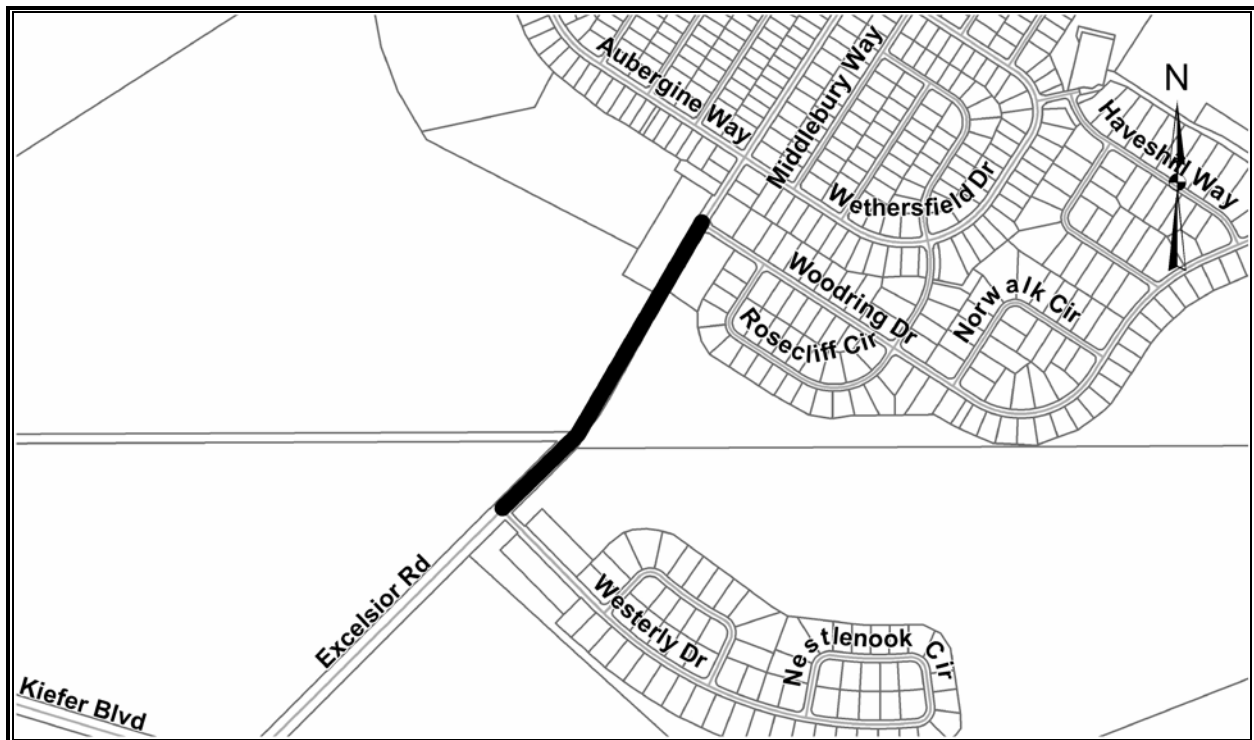 N
Aubergine Way
Middlebury Way
Haveshill Way
Wethersfield Dr
Woodring Dr
Norwalk Cir
Rosecliff Cir
Excelsior Rd
Westerly Dr
Nestlenook Cir
Kiefer Blvd